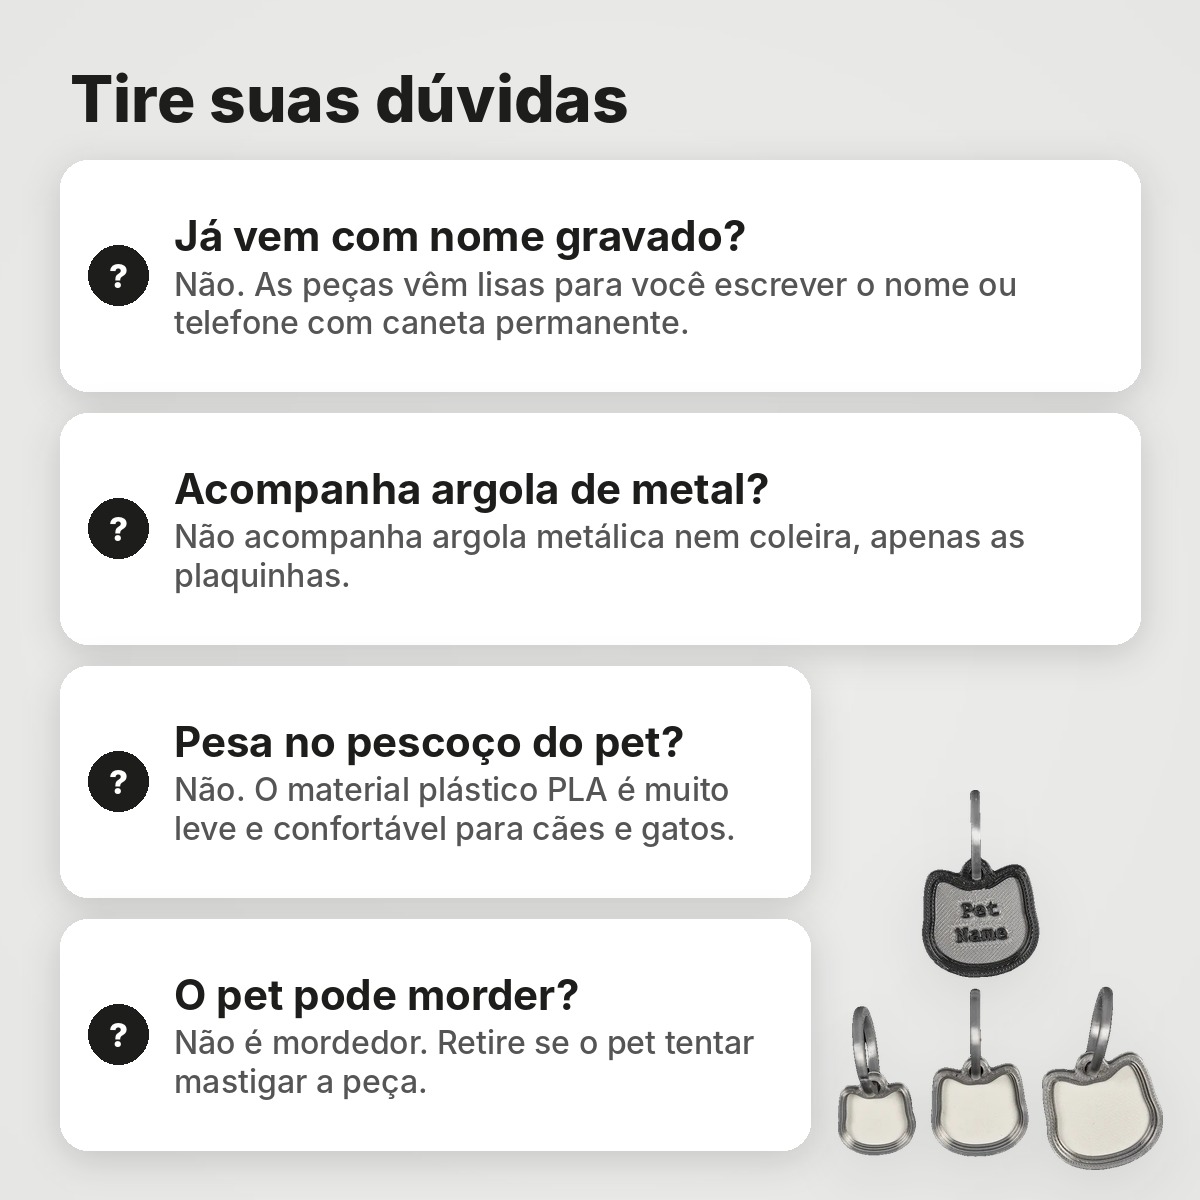 Tire suas dúvidas
Já vem com nome gravado?
?
Não. As peças vêm lisas para você escrever o nome ou
telefone com caneta permanente.
Acompanha argola de metal?
?
Não acompanha argola metálica nem coleira, apenas as
plaquinhas.
Pesa no pescoço do pet?
?
Não. O material plástico PLA é muito
leve e confortável para cães e gatos.
Pet
Name
O pet pode morder?
?
Não é mordedor. Retire se o pet tentar
mastigar a peça.